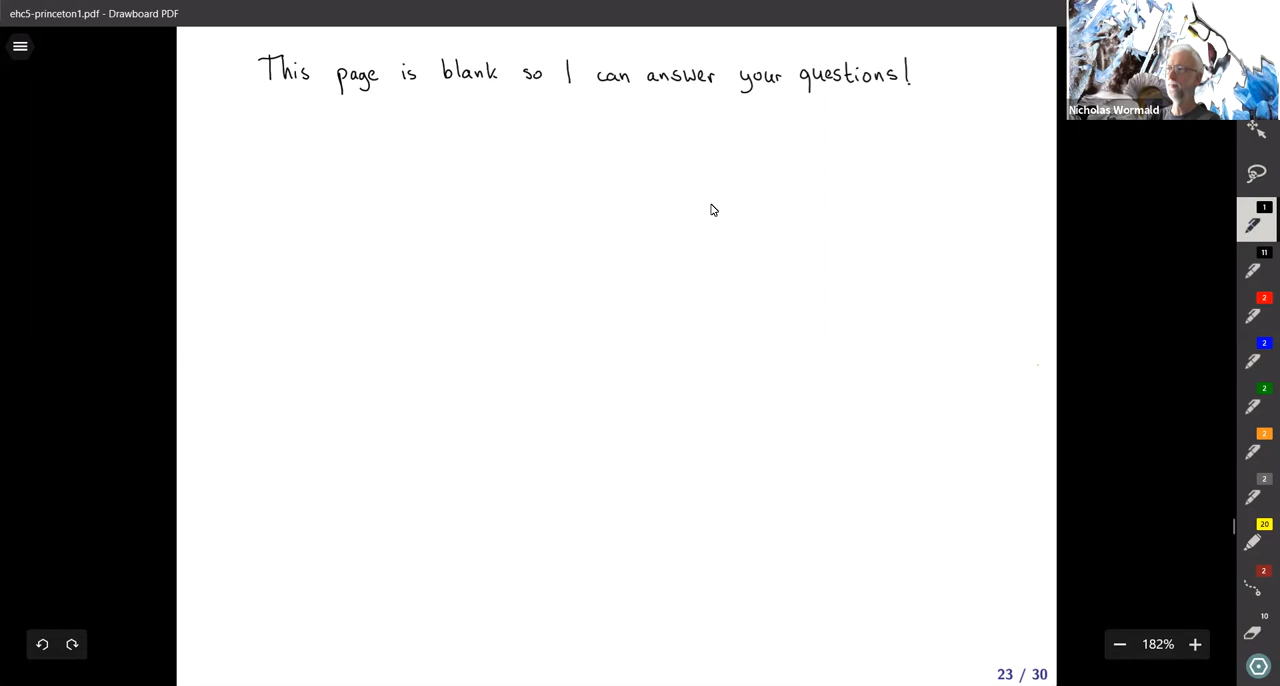 ehc5-princeton1.pdf - Drawboard PDF
This page is blank so I can answer your questions!
Nicholas Wormald
1
11
2
2
2
2
2
20
2
10
182%
23 / 30